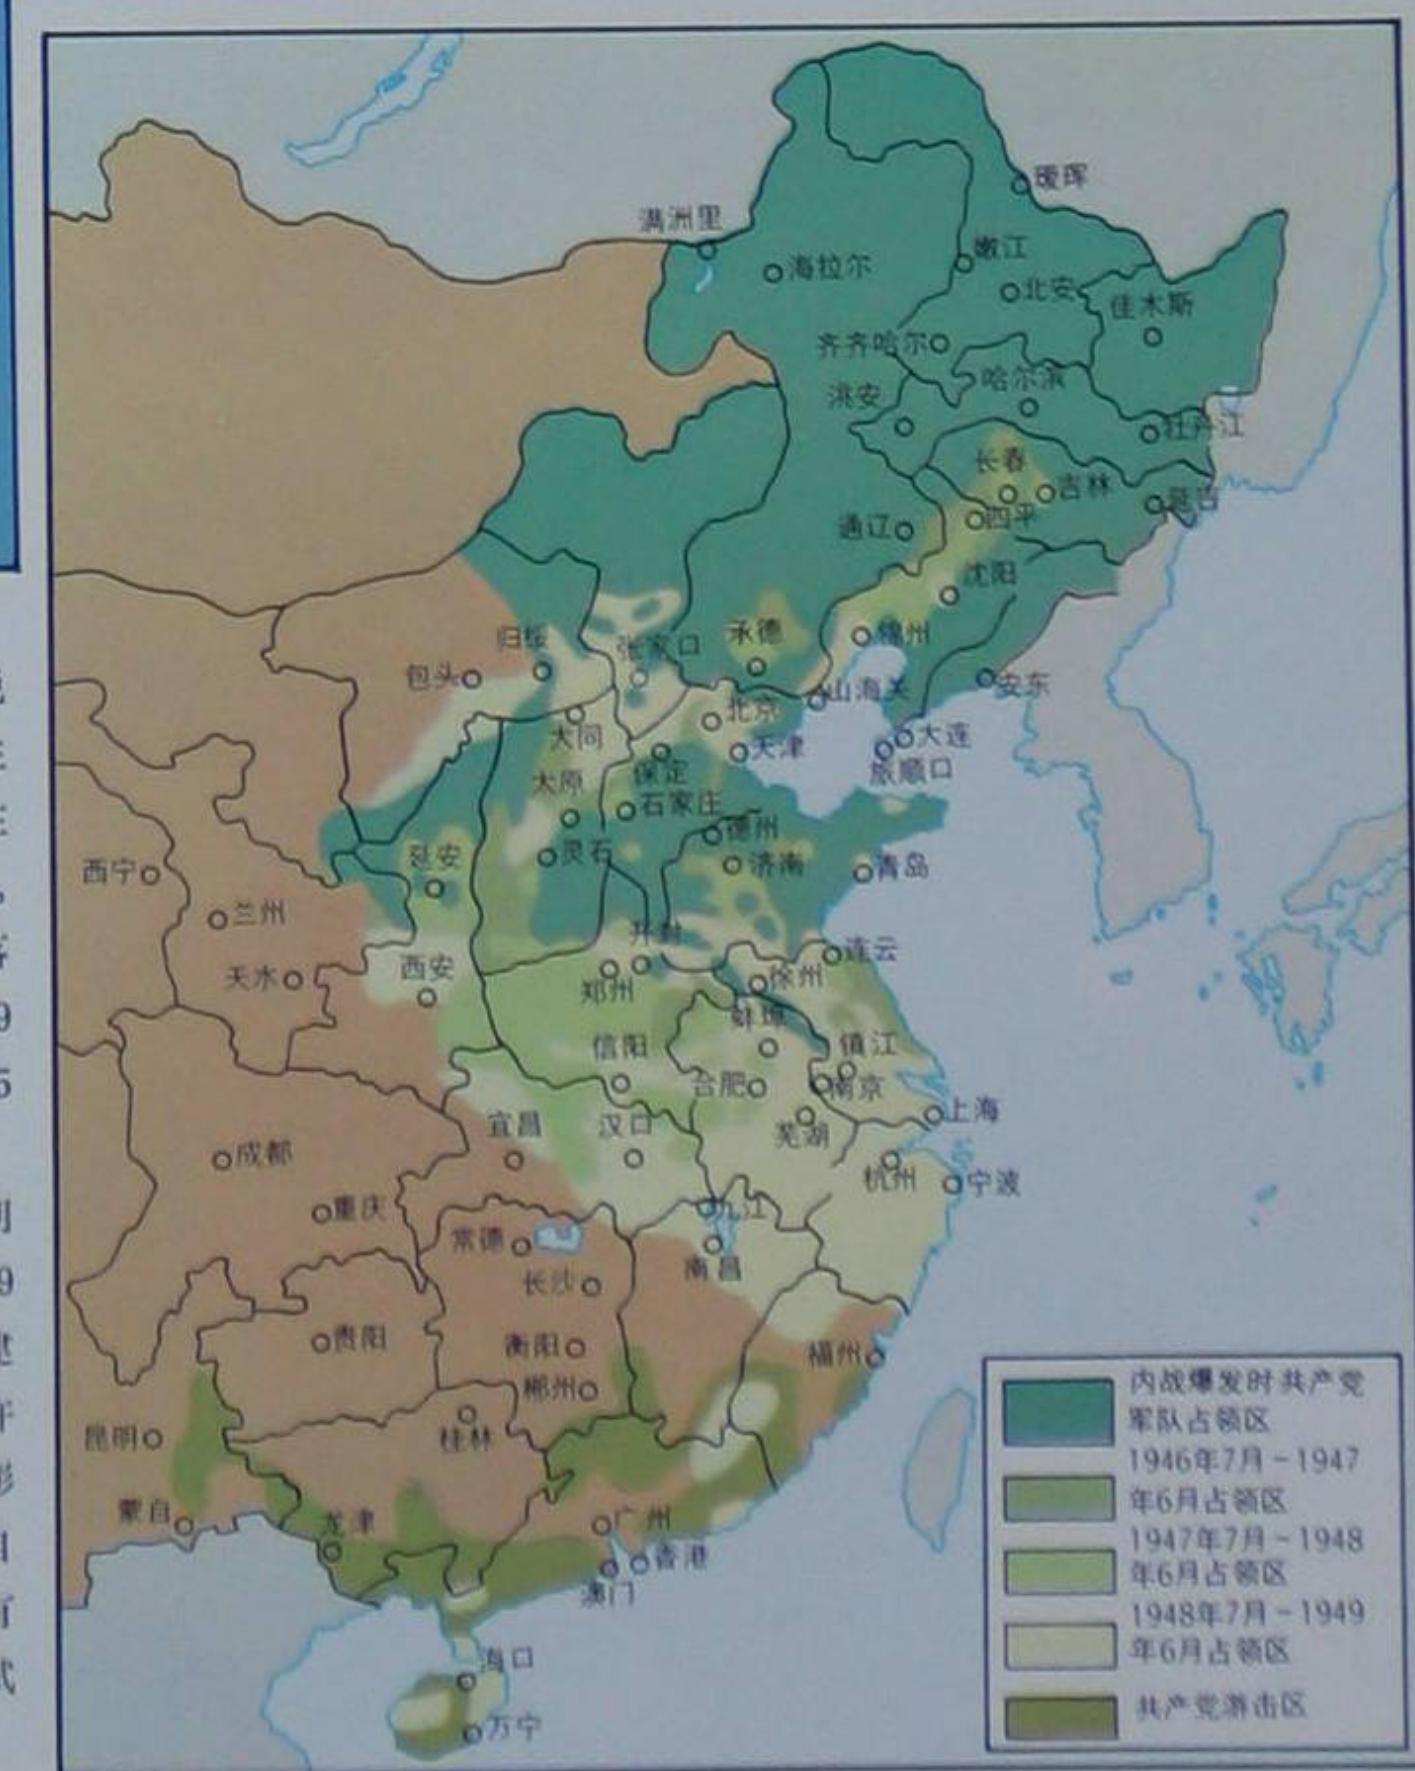 瑷珲
满洲里
嫩江
海拉尔
北安
佳木斯
齐齐哈尔
哈尔滨
洮安
牡丹江
长春
吉林
延吉
四平
通辽
沈阳
归绥
张家口
承德
锦州
包头
山海关
安东
北京
大同
天津
大连
保定
旅顺口
太原
石家庄
德州
延安
灵石
济南
青岛
西宁
兰州
开封
连云
西安
天水
徐州
郑州
蚌埠
信阳
镇江
合肥
南京
上海
宜昌
汉口
芜湖
成都
杭州
宁波
重庆
九江
常德
南昌
长沙
贵阳
衡阳
福州
郴州
昆明
桂林
蒙自
龙津
广州
香港
澳门
海口
万宁
内战爆发时共产党
军队占领区
1946年7月-1947
年6月占领区
1947年7月-1948
年6月占领区
1948年7月-1949
年6月占领区
共产党游击区
9
5
9